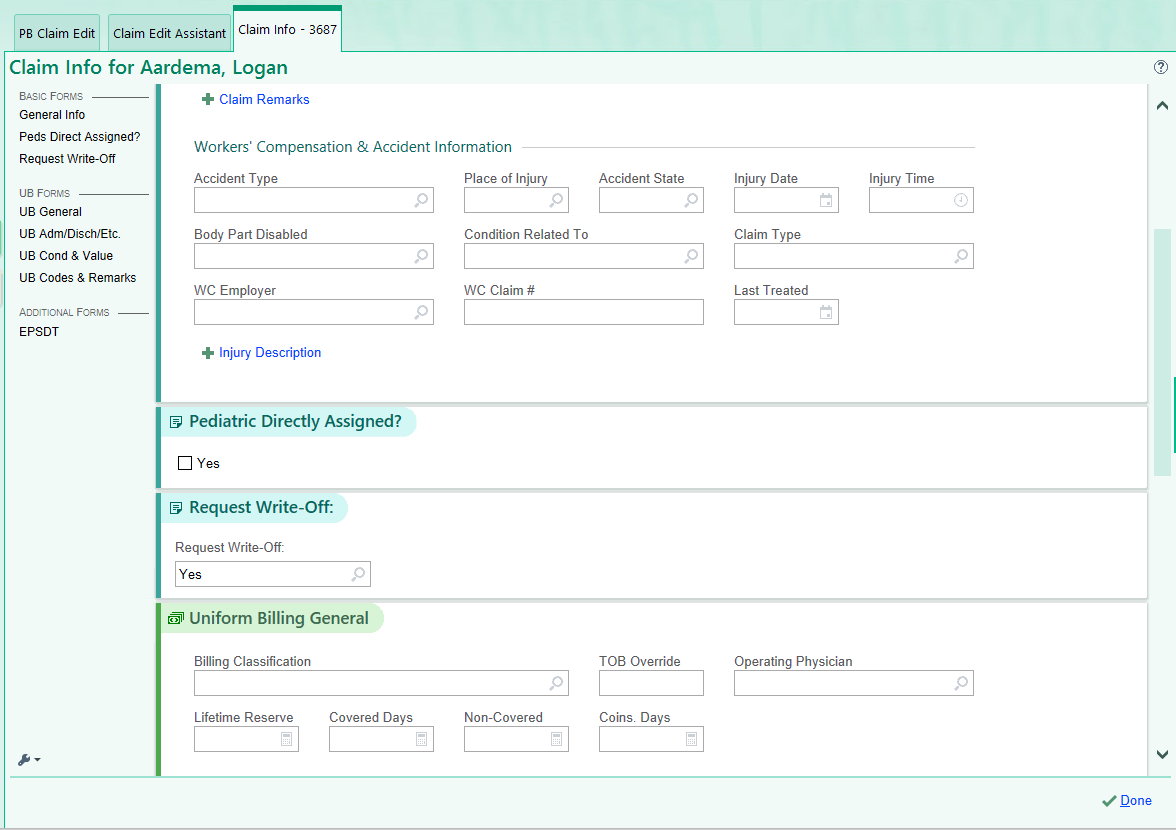 PB Claim Edit
Claim Edit Assistant
Claim Info - 3687
Claim Info for Aardema, Logan
BASIC FORMS
General Info
Peds Direct Assigned?
Request Write-Off
UB FORMS
UB General
UB Adm/Disch/Etc.
UB Cond & Value
UB Codes & Remarks
ADDITIONAL FORMS
EPSDT
Claim Remarks
Workers' Compensation & Accident Information
Accident Type Place of Injury Accident State Injury Date Injury Time
Body Part Disabled Condition Related To Claim Type
WC Employer WC Claim # Last Treated
Injury Description
Pediatric Directly Assigned?
Yes
Request Write-Off:
Request Write-Off:
Yes
Uniform Billing General
Billing Classification TOB Override Operating Physician
Lifetime Reserve Covered Days Non-Covered Coins. Days
Done